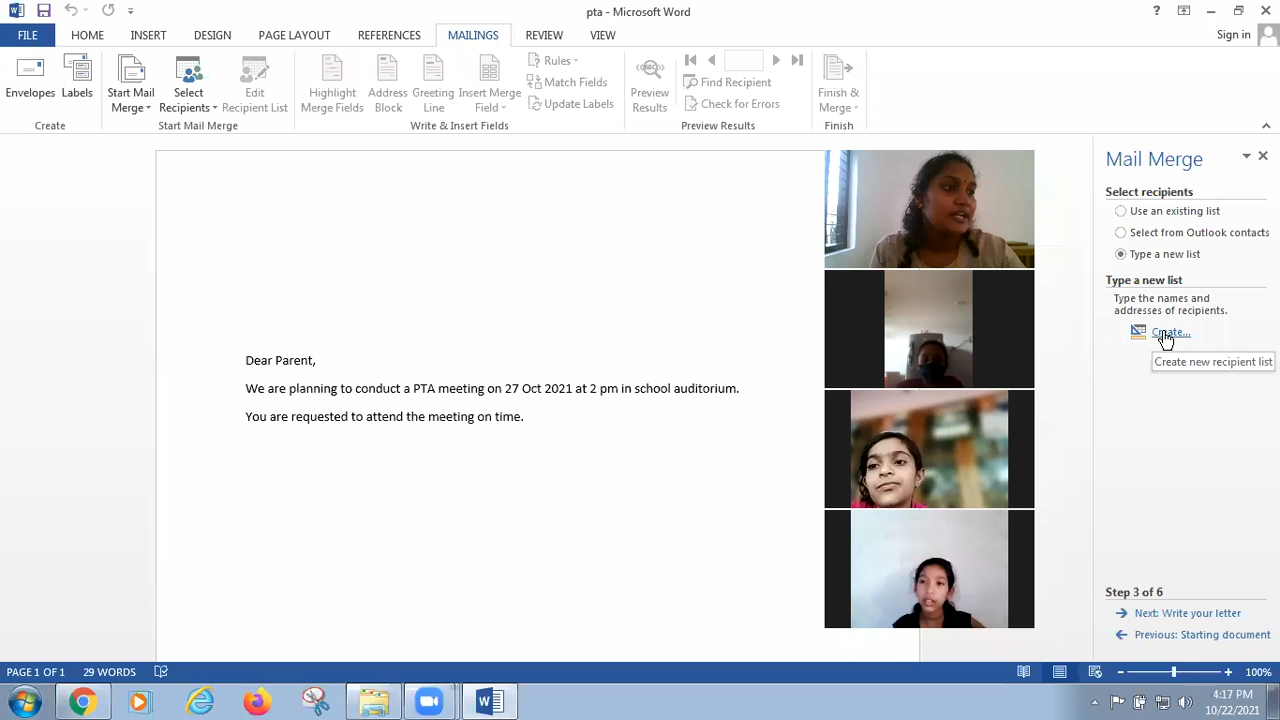 pta - Microsoft Word
FILE HOME INSERT DESIGN PAGE LAYOUT REFERENCES MAILINGS REVIEW VIEW Sign in
Envelopes
Labels
Create
Start Mail
Merge
Select
Recipients
Edit
Recipient List
Start Mail Merge
Highlight
Merge Fields
Address
Block
Greeting
Line
Insert Merge
Field
Rules
Match Fields
Update Labels
Write & Insert Fields
Preview
Results
Find Recipient
Check for Errors
Preview Results
Finish &
Merge
Finish
Dear Parent,
We are planning to conduct a PTA meeting on 27 Oct 2021 at 2 pm in school auditorium.
You are requested to attend the meeting on time.
Mail Merge
Select recipients
Use an existing list
Select from Outlook contacts
Type a new list
Type a new list
Type the names and
addresses of recipients.
Create...
Create new recipient list
Step 3 of 6
Next: Write your letter
Previous: Starting document
PAGE 1 OF 1 29 WORDS 100%
4:17 PM
10/22/2021